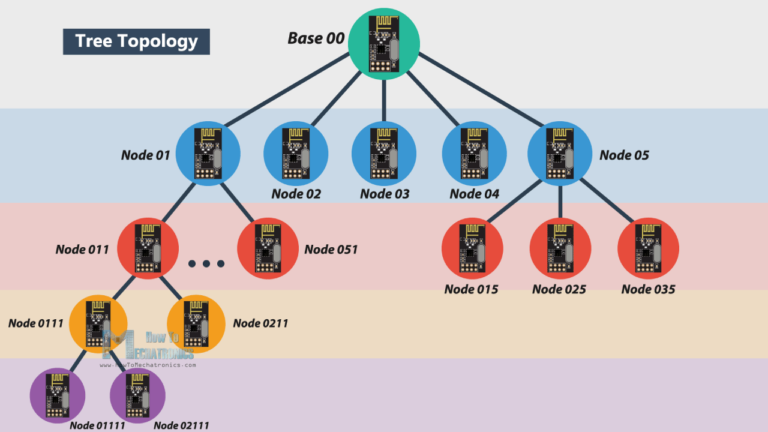 Tree Topology
Base 00
Node 01
Node 02
Node 03
Node 04
Node 05
Node 011
Node 051
Node 015
Node 025
Node 035
Node 0111
Node 0211
How To
Mechatronics
www.HowToMechatronics.com
Node 01111
Node 02111